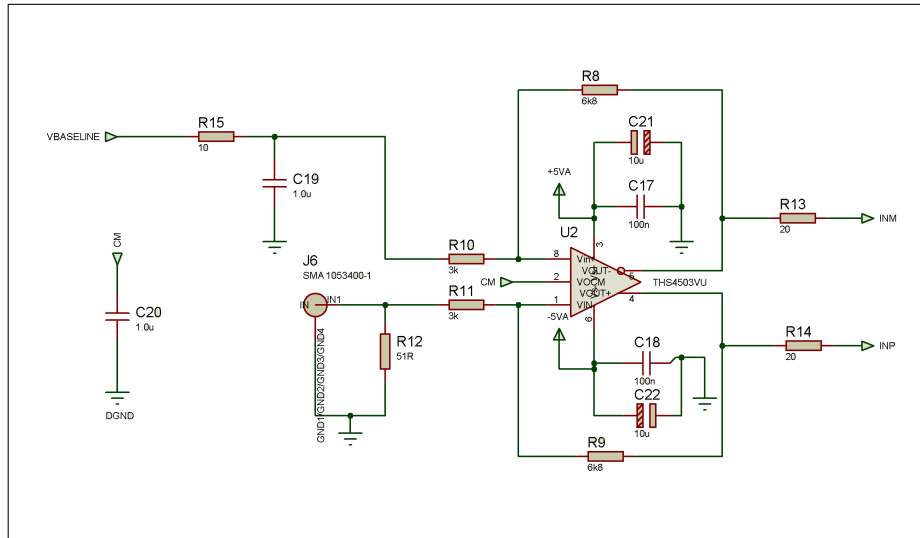 R8
6k8
R15
VBASELINE
10
C21
10u
C19
1.0u
+5VA
C17
100n
R13
INM
20
U2
3
CM
R10
3k
8
Vin+
VOUT-
5
J6
SMA 1053400-1
CM
2
VOCM
THS4503VU
IN
IN1
R11
3k
VOUT+
4
1
VIN-
6
-5VA
C20
1.0u
R12
51R
GND1/GND2/GND3/GND4
C18
100n
R14
INP
20
C22
10u
DGND
R9
6k8